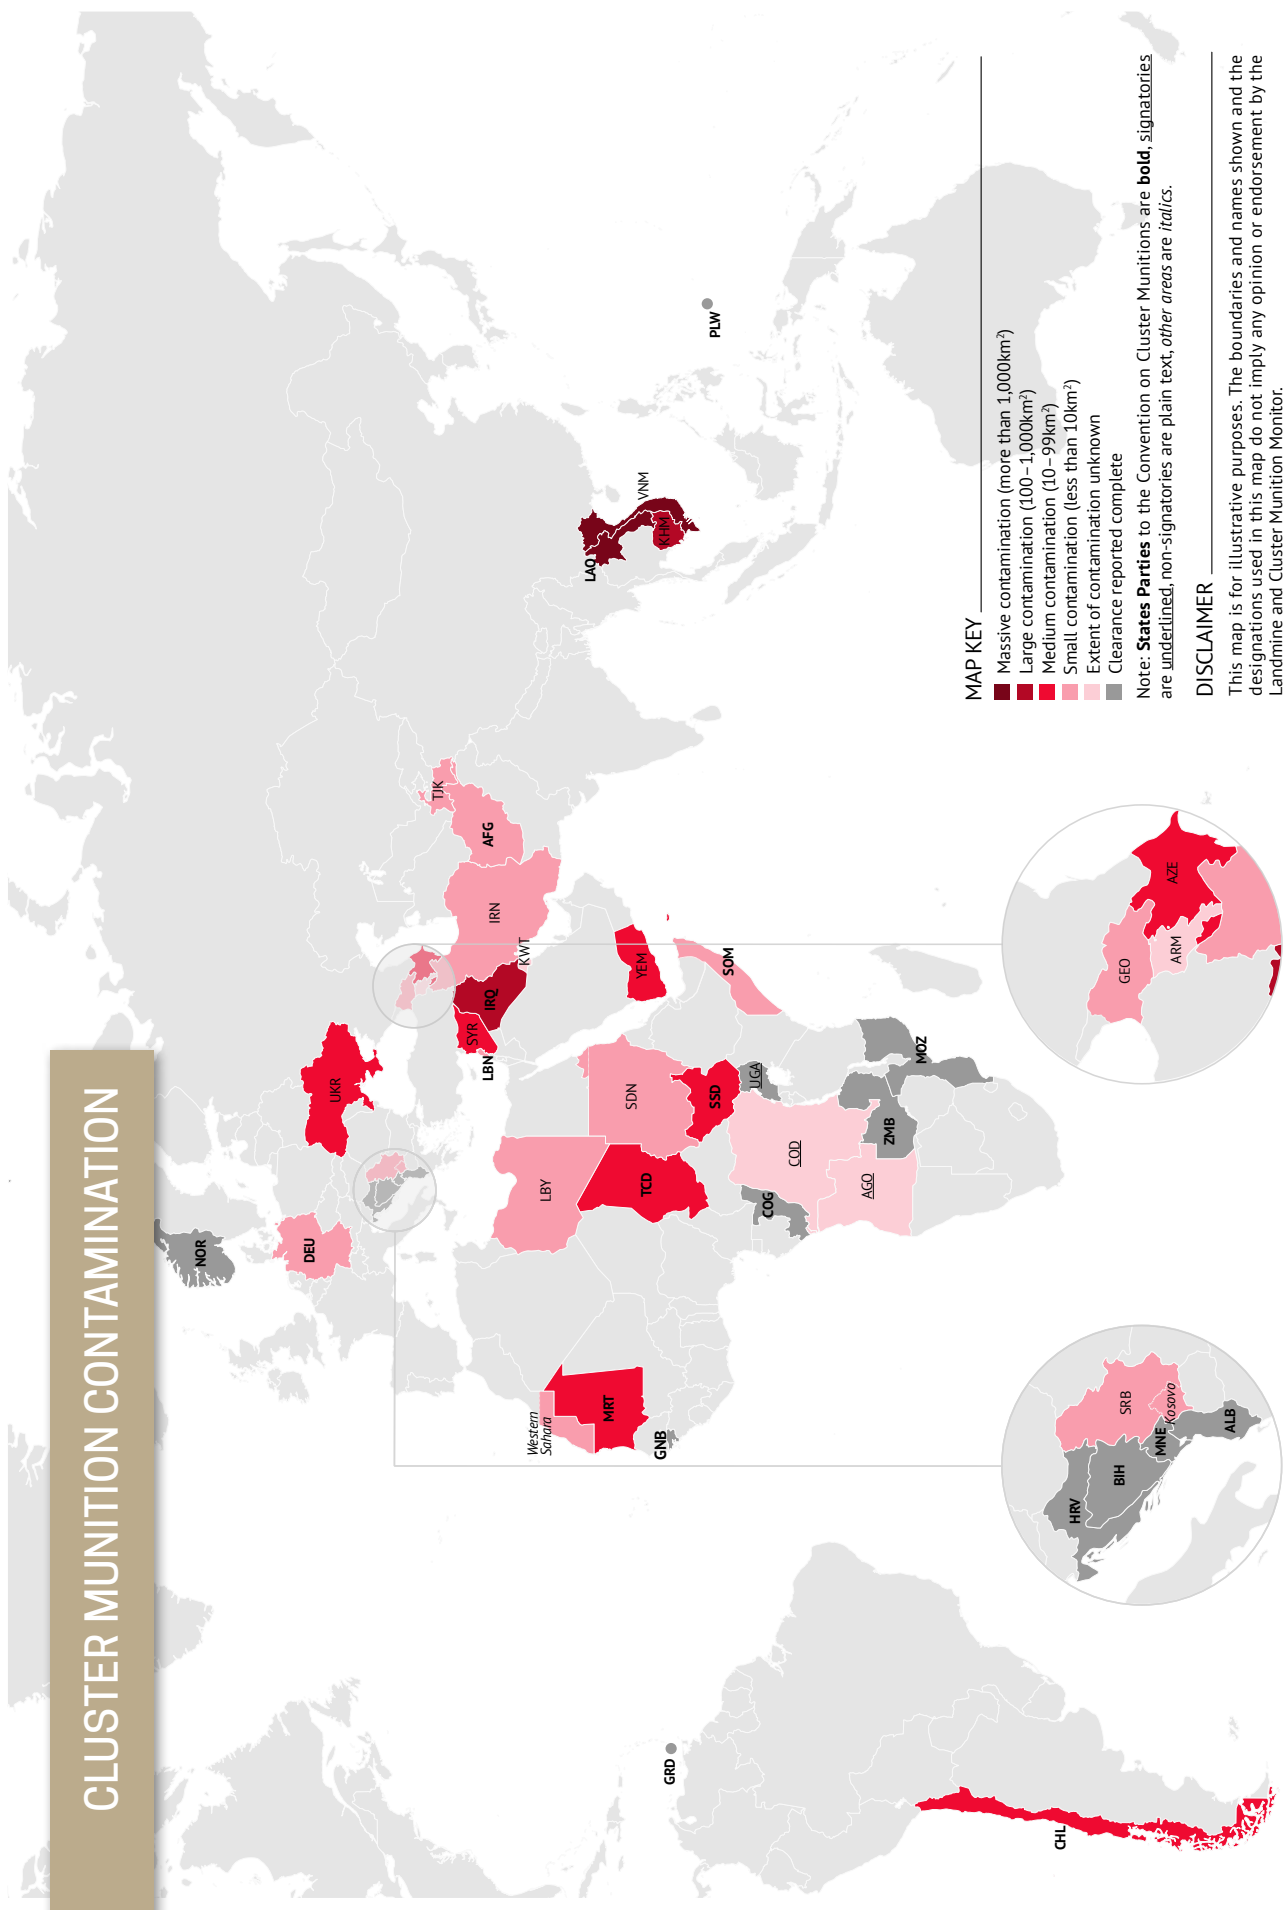 CLUSTER MUNITION CONTAMINATION
NOR
DEU
UKR
TJK
AFG
IRN
KWT
IRQ
SYR
LBN
LAO
VNM
KHM
PLW
LBY
SDN
YEM
SOM
Western
Sahara
MRT
GNB
TCD
SSD
UGA
COG
COD
AGO
ZMB
MOZ
GRD
CHL
HRV
BIH
SRB
Kosovo
MNE
ALB
GEO
ARM
AZE
MAP KEY
Massive contamination (more than 1,000km²)
Large contamination (100–1,000km²)
Medium contamination (10–99km²)
Small contamination (less than 10km²)
Extent of contamination unknown
Clearance reported complete
Note: States Parties to the Convention on Cluster Munitions are bold, signatories
are underlined, non-signatories are plain text, other areas are italics.
DISCLAIMER
This map is for illustrative purposes. The boundaries and names shown and the
designations used in this map do not imply any opinion or endorsement by the
Landmine and Cluster Munition Monitor.